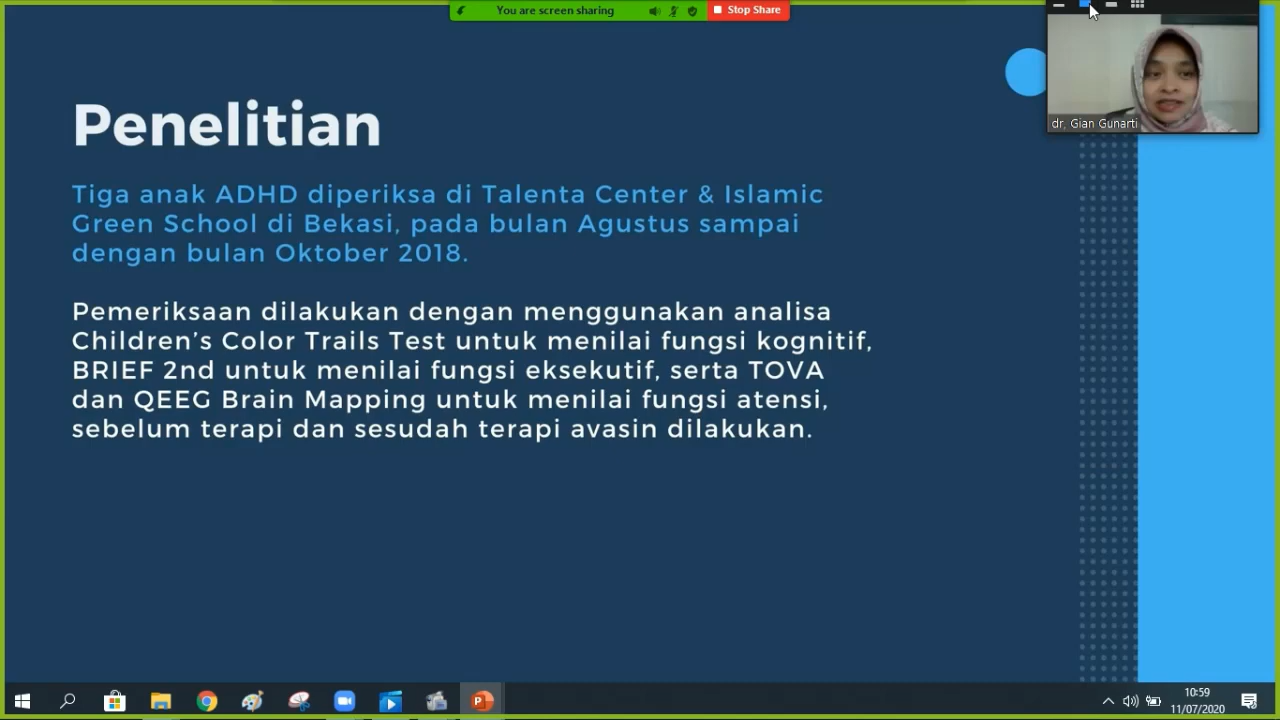 You are screen sharing
Stop Share
dr, Gian Gunarti
Penelitian
Tiga anak ADHD diperiksa di Talenta Center & Islamic
Green School di Bekasi, pada bulan Agustus sampai
dengan bulan Oktober 2018.
Pemeriksaan dilakukan dengan menggunakan analisa
Children's Color Trails Test untuk menilai fungsi kognitif,
BRIEF 2nd untuk menilai fungsi eksekutif, serta TOVA
dan QEEG Brain Mapping untuk menilai fungsi atensi,
sebelum terapi dan sesudah terapi avasin dilakukan.
10:59
11/07/2020